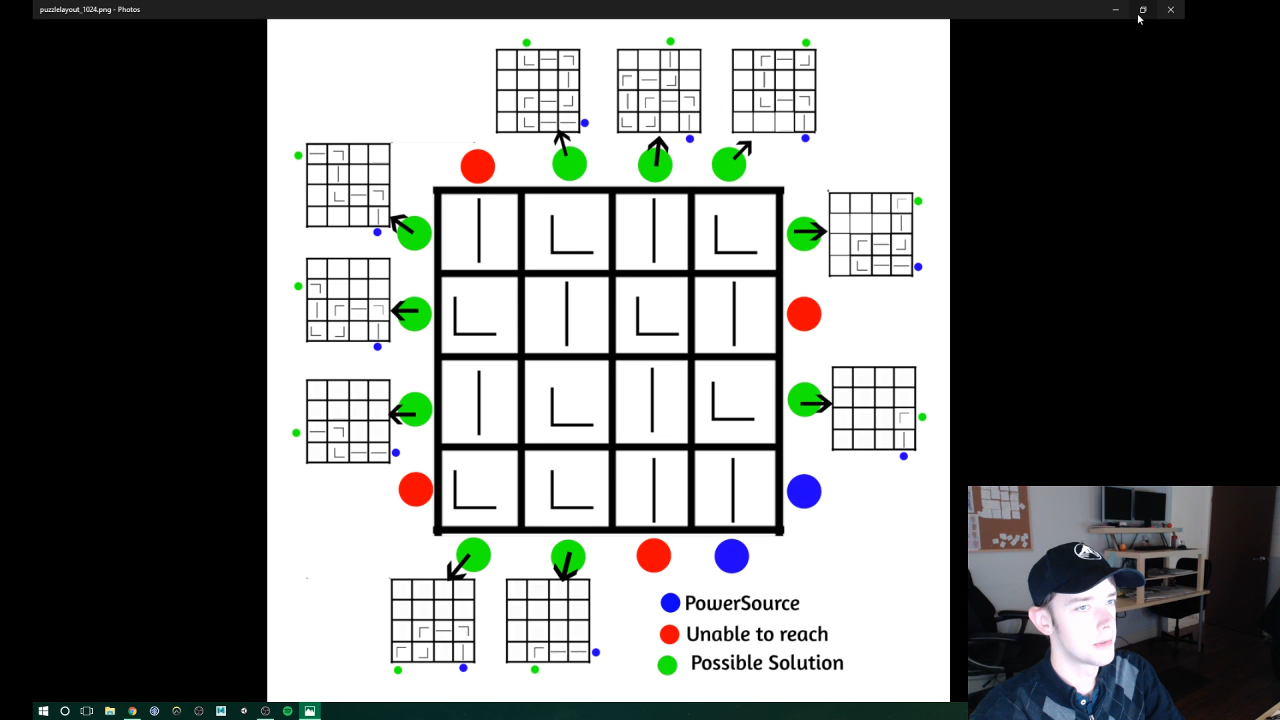 puzzlelayout_1024.png - Photos
PowerSource
Unable to reach
Possible Solution